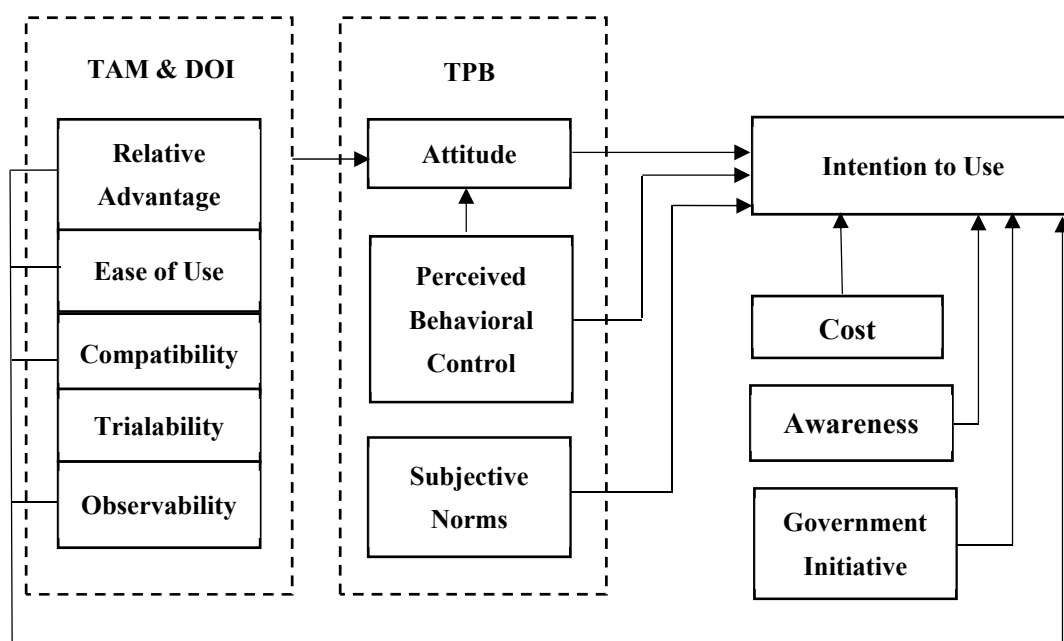 TAM & DOI
Relative
Advantage
Ease of Use
Compatibility
Trialability
Observability
TPB
Attitude
Perceived
Behavioral
Control
Subjective
Norms
Intention to Use
Cost
Awareness
Government
Initiative